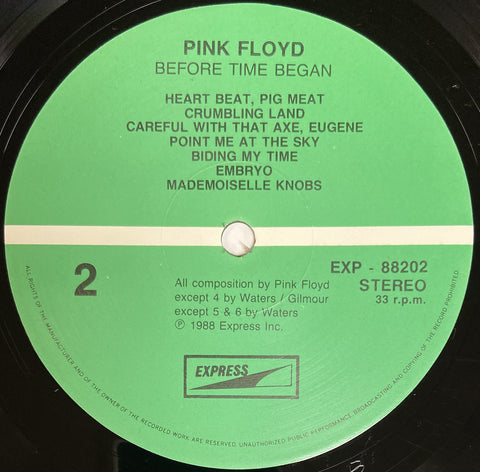 PINK FLOYD
BEFORE TIME BEGAN
HEART BEAT, PIG MEAT
CRUMBLING LAND
CAREFUL WITH THAT AXE, EUGENE
POINT ME AT THE SKY
BIDING MY TIME
EMBRYO
MADEMOISELLE KNOBS
2
EXP - 88202
STEREO
33 r.p.m.
All composition by Pink Floyd
except 4 by Waters / Gilmour
except 5 & 6 by Waters
℗ 1988 Express Inc.
EXPRESS
ALL RIGHTS OF THE MANUFACTURER AND OF THE OWNER OF THE RECORDED WORK ARE RESERVED. UNAUTHORIZED PUBLIC PERFORMANCE, BROADCASTING AND COPYING OF THE RECORD PROHIBITED